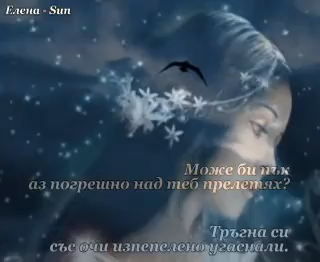 Елена - Sun
Може би пък
аз погрешно над теб прелетях?
Тръгна си
със очи изпепелено угаснали.